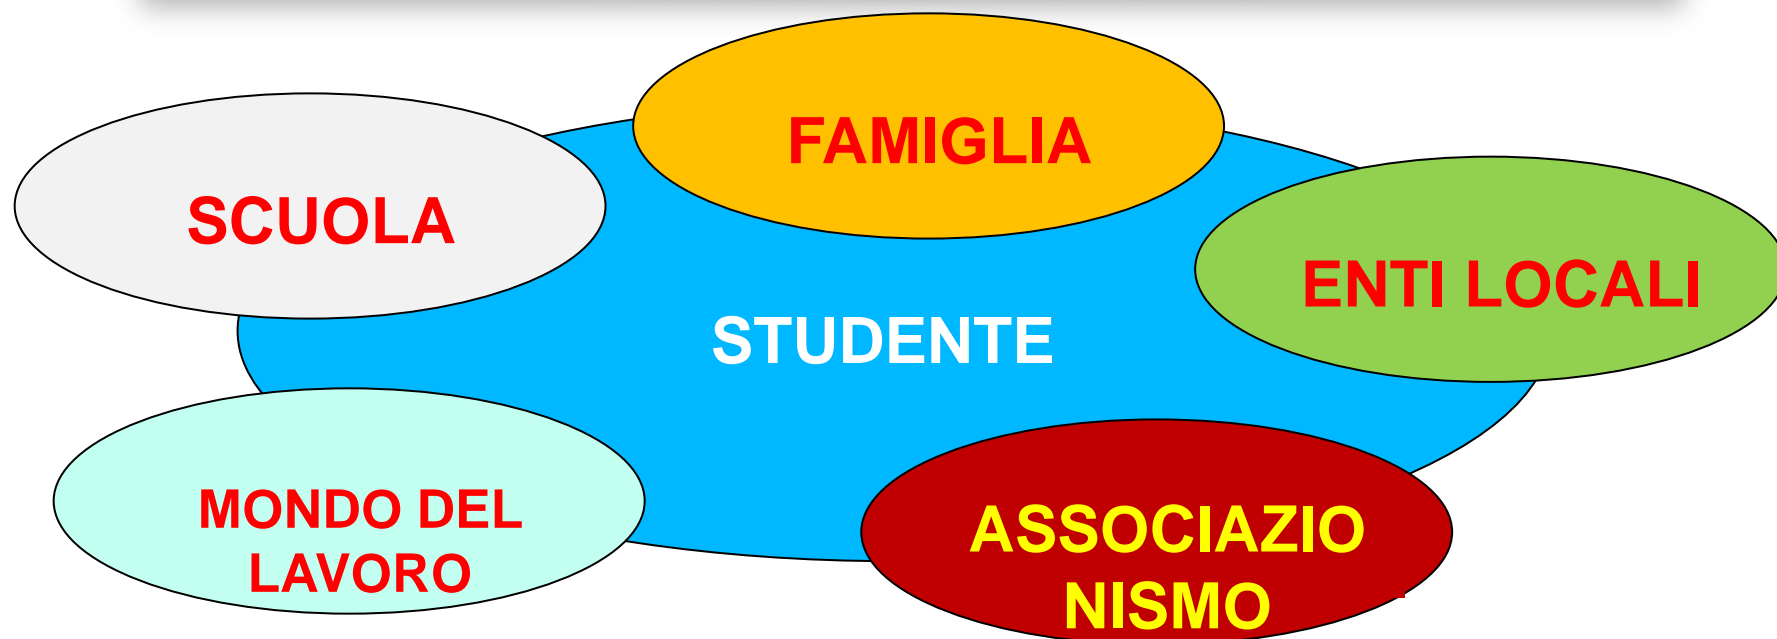 FAMIGLIA
SCUOLA
ENTI LOCALI
STUDENTE
MONDO DEL
LAVORO
ASSOCIAZIO
NISMO